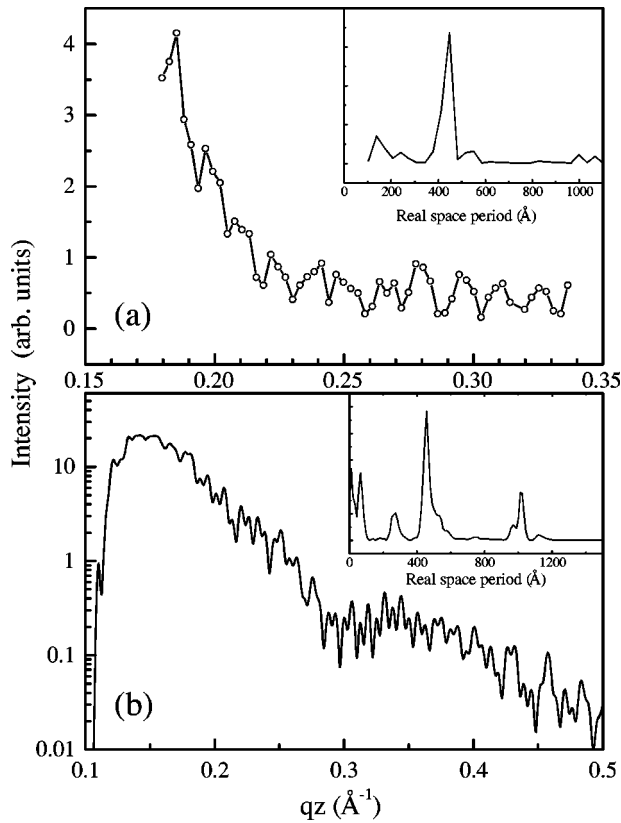 4
3
2
1
0
(a)
0 200 400 600 800 1000
Real space period (Å)
0.15 0.20 0.25 0.30 0.35
Intensity (arb. units)
10
1
0.1
0.01
(b)
0 400 800 1200
Real space period (Å)
0.1 0.2 0.3 0.4 0.5
qz (Å⁻¹)